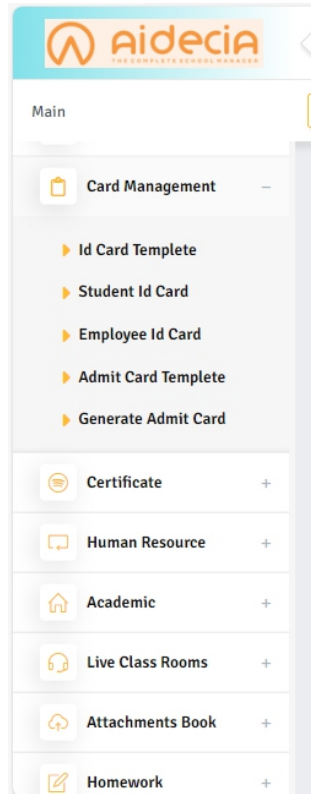 aidecia
THE COMPLETE SCHOOL MANAGER
Main
Card Management
Id Card Templete
Student Id Card
Employee Id Card
Admit Card Templete
Generate Admit Card
Certificate
Human Resource
Academic
Live Class Rooms
Attachments Book
Homework